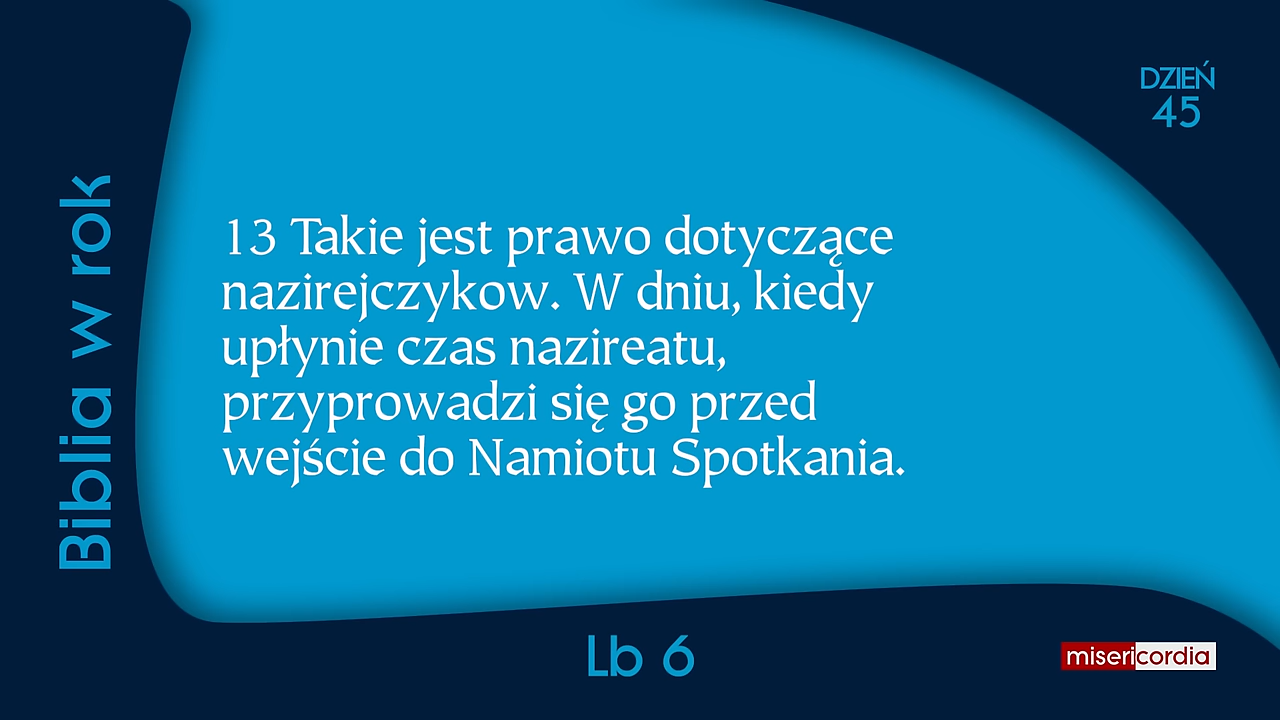 DZIEŃ
45
Biblia w rok
13 Takie jest prawo dotyczące
nazirejczykow. W dniu, kiedy
upłynie czas nazireatu,
przyprowadzi się go przed
wejście do Namiotu Spotkania.
Lb 6
misericordia